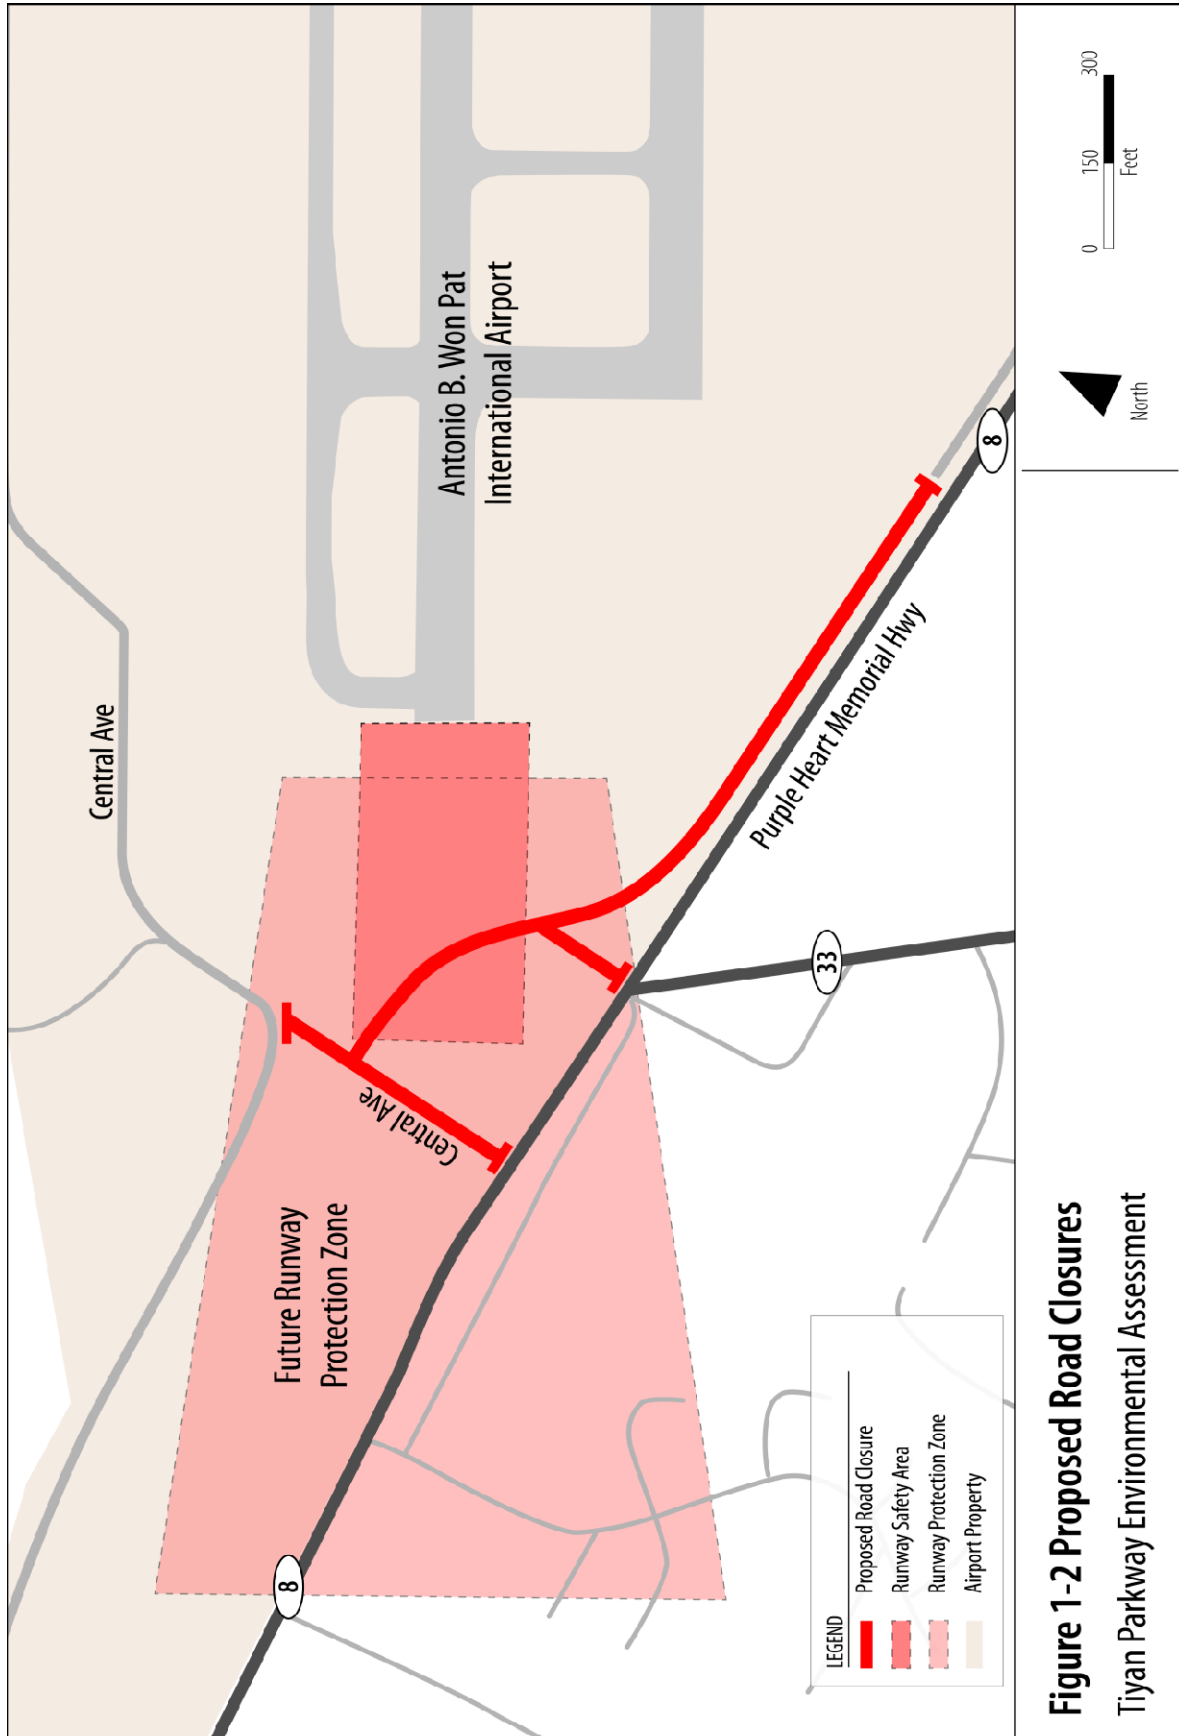 Central Ave
Antonio B. Won Pat
International Airport
Central Ave
Future Runway
Protection Zone
Purple Heart Memorial Hwy
8
33
8
LEGEND
Proposed Road Closure
Runway Safety Area
Runway Protection Zone
Airport Property
Figure 1-2 Proposed Road Closures
Tiyan Parkway Environmental Assessment
North
0 150 300
Feet